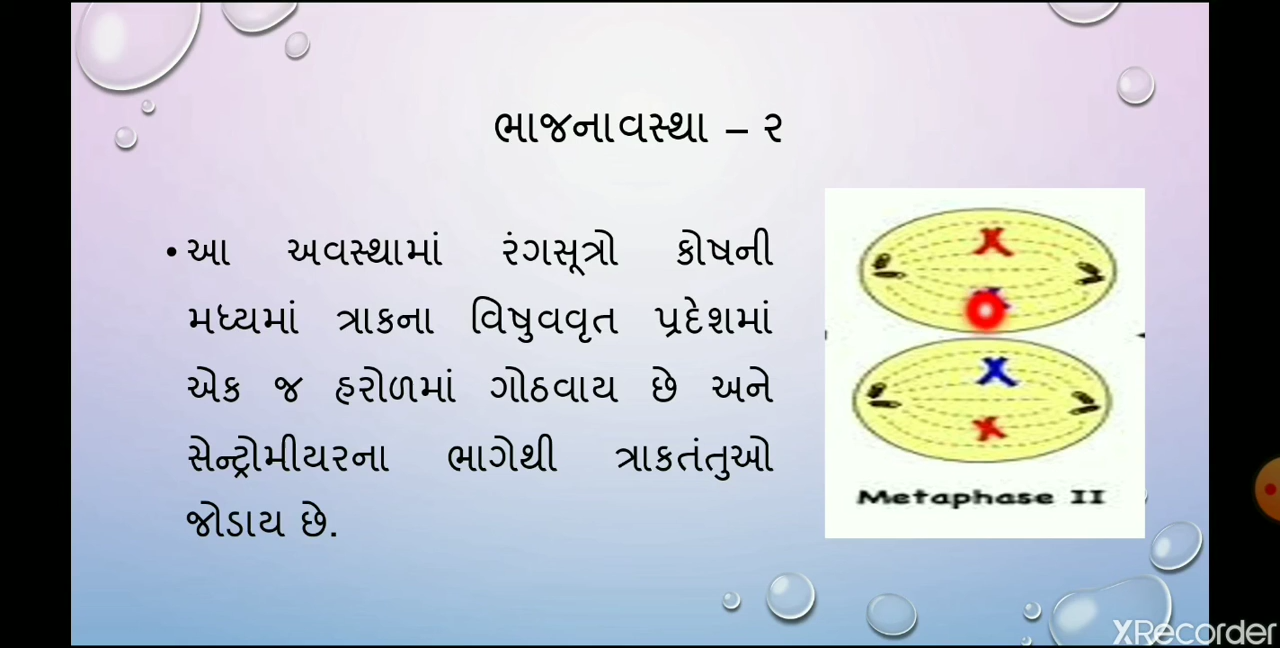 ભાજનાવસ્થા – ૨
• આ અવસ્થામાં રંગસૂત્રો કોષની
મધ્યમાં ત્રાકના વિષુવવૃત પ્રદેશમાં
એક જ હરોળમાં ગોઠવાય છે અને
સેન્ટ્રોમીયરના ભાગેથી ત્રાકતંતુઓ
જોડાય છે.
Metaphase II
XRecorder